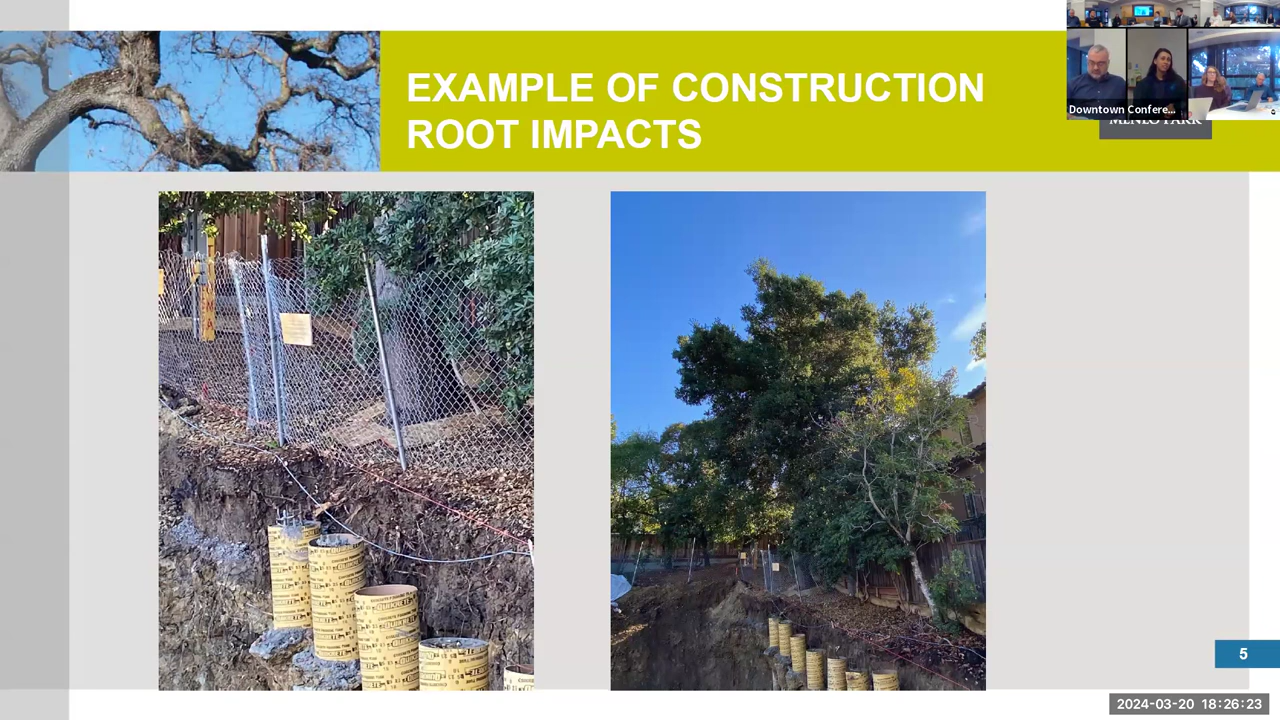 EXAMPLE OF CONSTRUCTION
ROOT IMPACTS
Downtown Confere...
MENLO PARK
5
2024-03-20 18:26:23